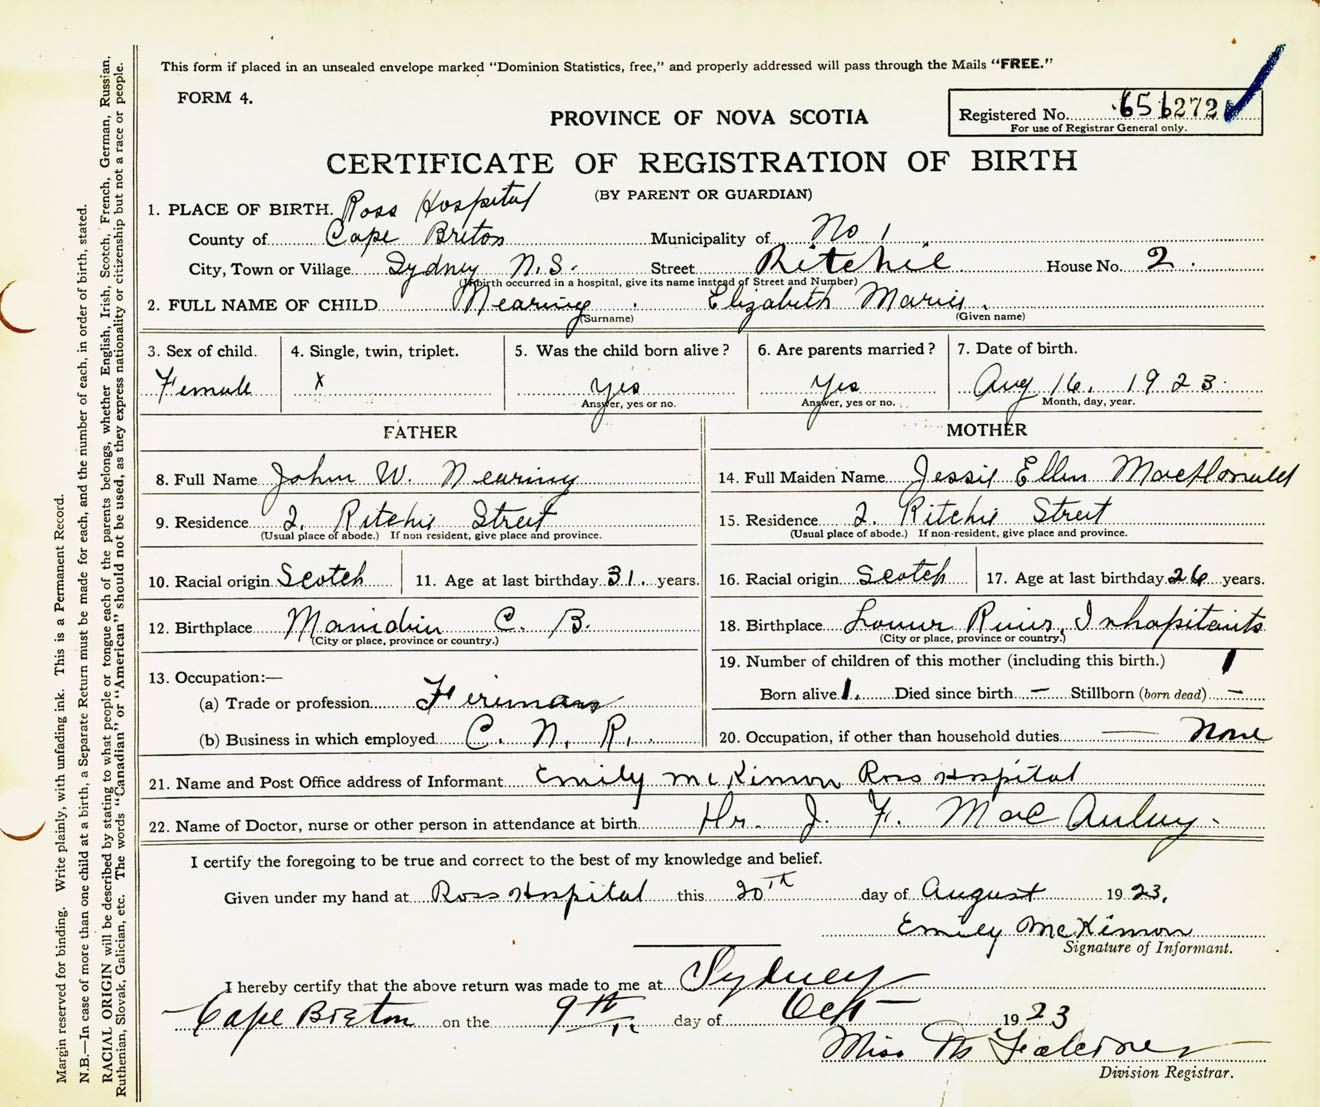 This form if placed in an unsealed envelope marked "Dominion Statistics, free," and properly addressed will pass through the Mails "FREE."
FORM 4.
Registered No. 656272
For use of Registrar General only.
PROVINCE OF NOVA SCOTIA
CERTIFICATE OF REGISTRATION OF BIRTH
(BY PARENT OR GUARDIAN)
1. PLACE OF BIRTH. Ross Hospital
County of Cape Breton Municipality of No 1
City, Town or Village Sydney N.S. Street Ritchie House No. 2.
(If birth occurred in a hospital, give its name instead of Street and Number)
2. FULL NAME OF CHILD Nearing. Elizabeth Marie.
(Surname) (Given name)
3. Sex of child. 4. Single, twin, triplet. 5. Was the child born alive? 6. Are parents married? 7. Date of birth.
Female x Yes Yes Aug 16, 1923.
Answer, yes or no. Answer, yes or no. Month, day, year.
FATHER MOTHER
8. Full Name John W. Nearing 14. Full Maiden Name Jessie Ellen MacDonald
9. Residence 2. Ritchie Street 15. Residence 2. Ritchie Street
(Usual place of abode.) If non resident, give place and province. (Usual place of abode.) If non-resident, give place and province.
10. Racial origin Scotch 11. Age at last birthday 31. years. 16. Racial origin Scotch 17. Age at last birthday 26 years.
12. Birthplace C. B. 18. Birthplace Inhapitants
(City or place, province or country.) (City or place, province or country.)
13. Occupation:— 19. Number of children of this mother (including this birth.) 1
(a) Trade or profession Fireman Born alive 1. Died since birth — Stillborn (born dead) —
(b) Business in which employed C. N. R. 20. Occupation, if other than household duties — None
21. Name and Post Office address of Informant Emily McKinnon Ross Hospital
22. Name of Doctor, nurse or other person in attendance at birth Dr. J. F. Mac Auley.
I certify the foregoing to be true and correct to the best of my knowledge and belief.
Given under my hand at Ross Hospital this 20th day of August 1923.
Emily McKinnon
Signature of Informant.
I hereby certify that the above return was made to me at Sydney
Cape Breton on the 9th day of Oct 1923
Miss M Falconer
Division Registrar.
Margin reserved for binding. Write plainly, with unfading ink. This is a Permanent Record.
N.B.—In case of more than one child at a birth, a Separate Return must be made for each, and the number of each, in order of birth, stated.
RACIAL ORIGIN will be described by stating to what people or tongue each of the parents belongs, whether English, Irish, Scotch, French, German, Russian,
Ruthenian, Slovak, Galician, etc. The words "Canadian" or "American" should not be used, as they express nationality or citizenship but not a race or people.